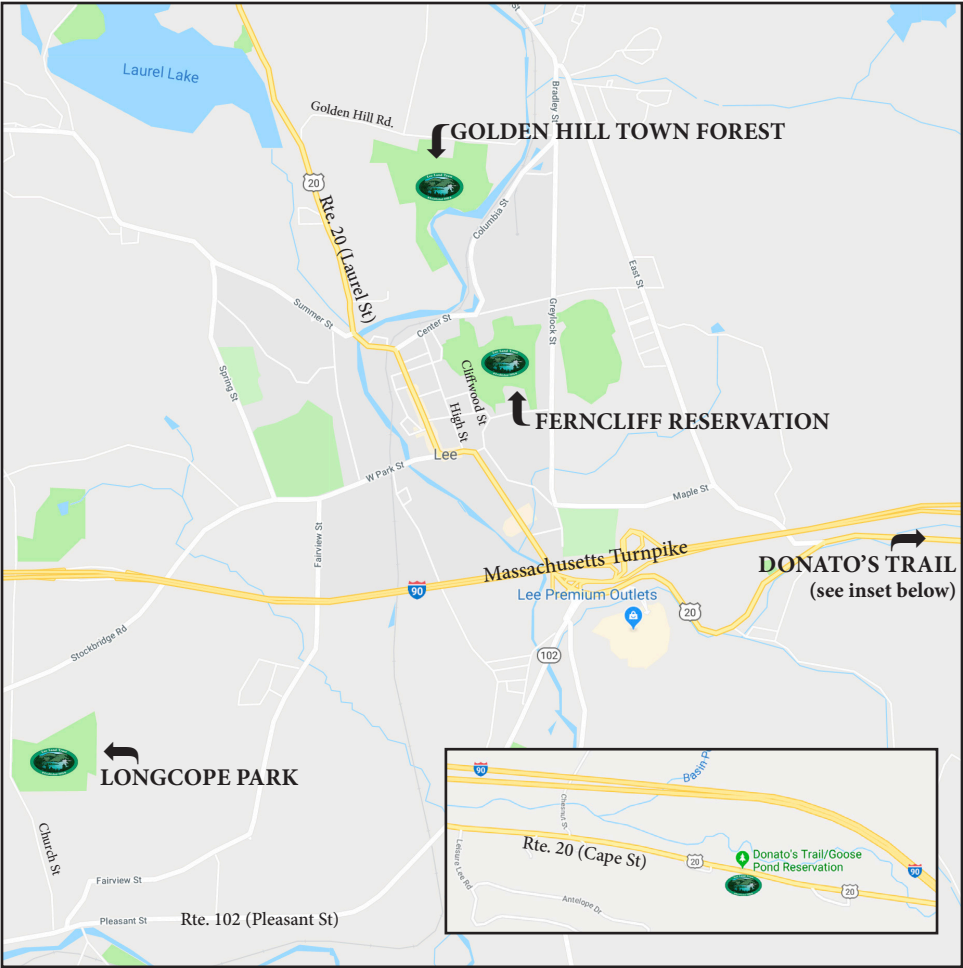 St
Laurel Lake
Golden Hill Rd.
Bradley St
GOLDEN HILL TOWN FOREST
20
Rte. 20 (Laurel St)
Columbia St
East St
Summer St
Center St
Greylock St
Spring St
Cliffwood St
High St
FERNCLIFF RESERVATION
Lee
W Park St
Maple St
Fairview St
Massachusetts Turnpike
DONATO'S TRAIL
(see inset below)
90
Lee Premium Outlets
20
Stockbridge Rd
102
LONGCOPE PARK
Church St
Fairview St
Pleasant St
Rte. 102 (Pleasant St)
90
Basin P
Chesnut St
Leisure Lee Rd
Rte. 20 (Cape St)
20
Donato's Trail/Goose
Pond Reservation
90
20
Antelope Dr